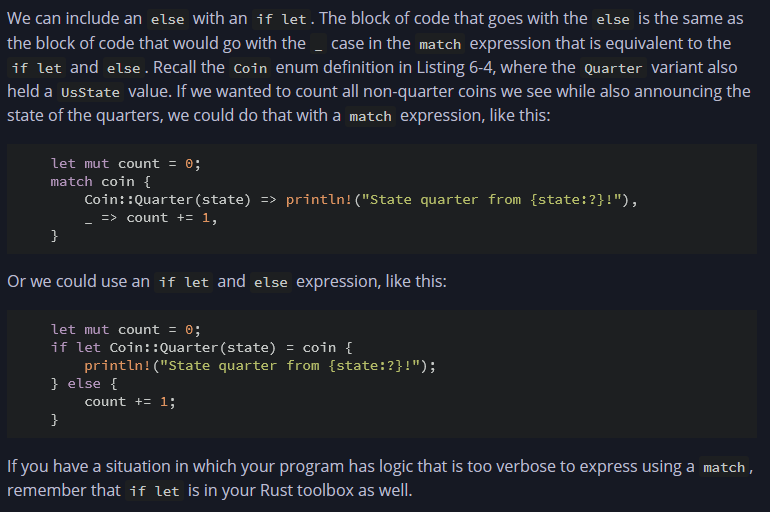 We can include an else with an if let. The block of code that goes with the else is the same as
the block of code that would go with the _ case in the match expression that is equivalent to the
if let and else. Recall the Coin enum definition in Listing 6-4, where the Quarter variant also
held a UsState value. If we wanted to count all non-quarter coins we see while also announcing the
state of the quarters, we could do that with a match expression, like this:
let mut count = 0;
match coin {
    Coin::Quarter(state) => println!("State quarter from {state:?}!"),
    _ => count += 1,
}
Or we could use an if let and else expression, like this:
let mut count = 0;
if let Coin::Quarter(state) = coin {
    println!("State quarter from {state:?}!");
} else {
    count += 1;
}
If you have a situation in which your program has logic that is too verbose to express using a match,
remember that if let is in your Rust toolbox as well.